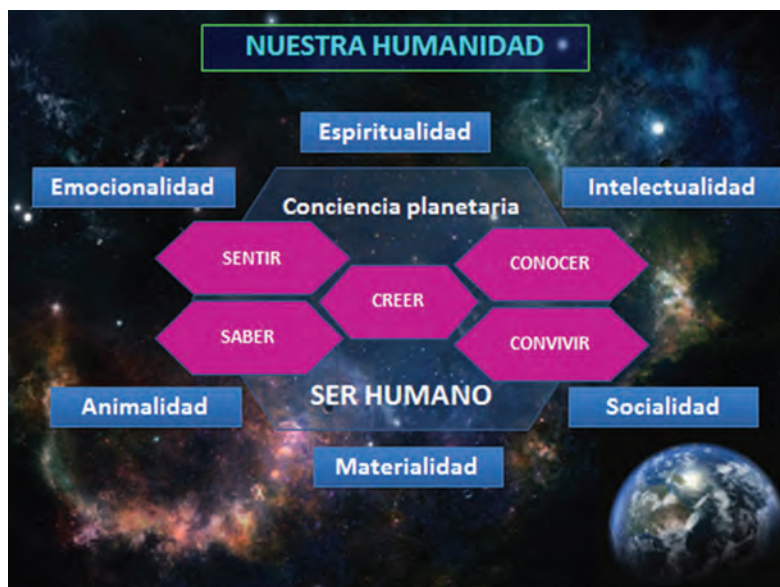 NUESTRA HUMANIDAD
Espiritualidad
Emocionalidad
Intelectualidad
Conciencia planetaria
SENTIR
CONOCER
CREER
SABER
CONVIVIR
SER HUMANO
Animalidad
Socialidad
Materialidad